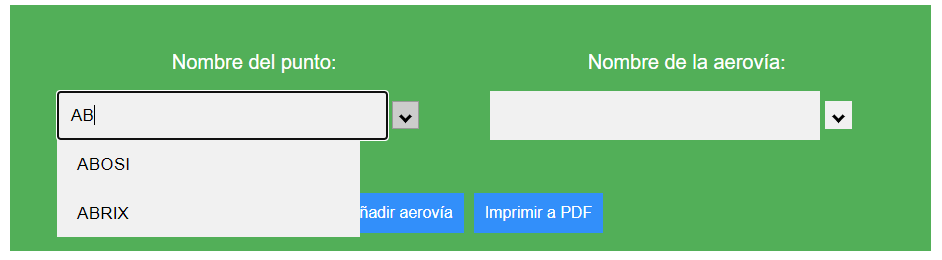 Nombre del punto:
Nombre de la aerovía:
AB
ABOSI
ABRIX
ñadir aerovía
Imprimir a PDF